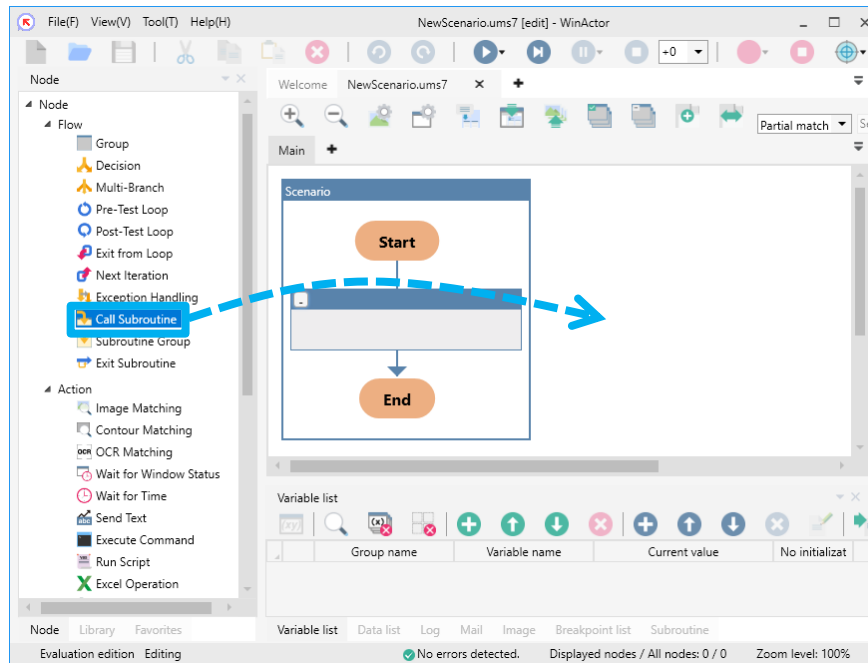 File(F) View(V) Tool(T) Help(H) NewScenario.ums7 [edit] - WinActor
+0
Node
Welcome NewScenario.ums7
Node
Flow
Group
Decision
Multi-Branch
Pre-Test Loop
Post-Test Loop
Exit from Loop
Next Iteration
Exception Handling
Call Subroutine
Subroutine Group
Exit Subroutine
Action
Image Matching
Contour Matching
OCR OCR Matching
Wait for Window Status
Wait for Time
Send Text
Execute Command
Run Script
Excel Operation
Node Library Favorites
Partial match
Main
Scenario
Start
End
Variable list
Group name Variable name Current value No initializat
Variable list Data list Log Mail Image Breakpoint list Subroutine
Evaluation edition Editing No errors detected. Displayed nodes / All nodes: 0 / 0 Zoom level: 100%